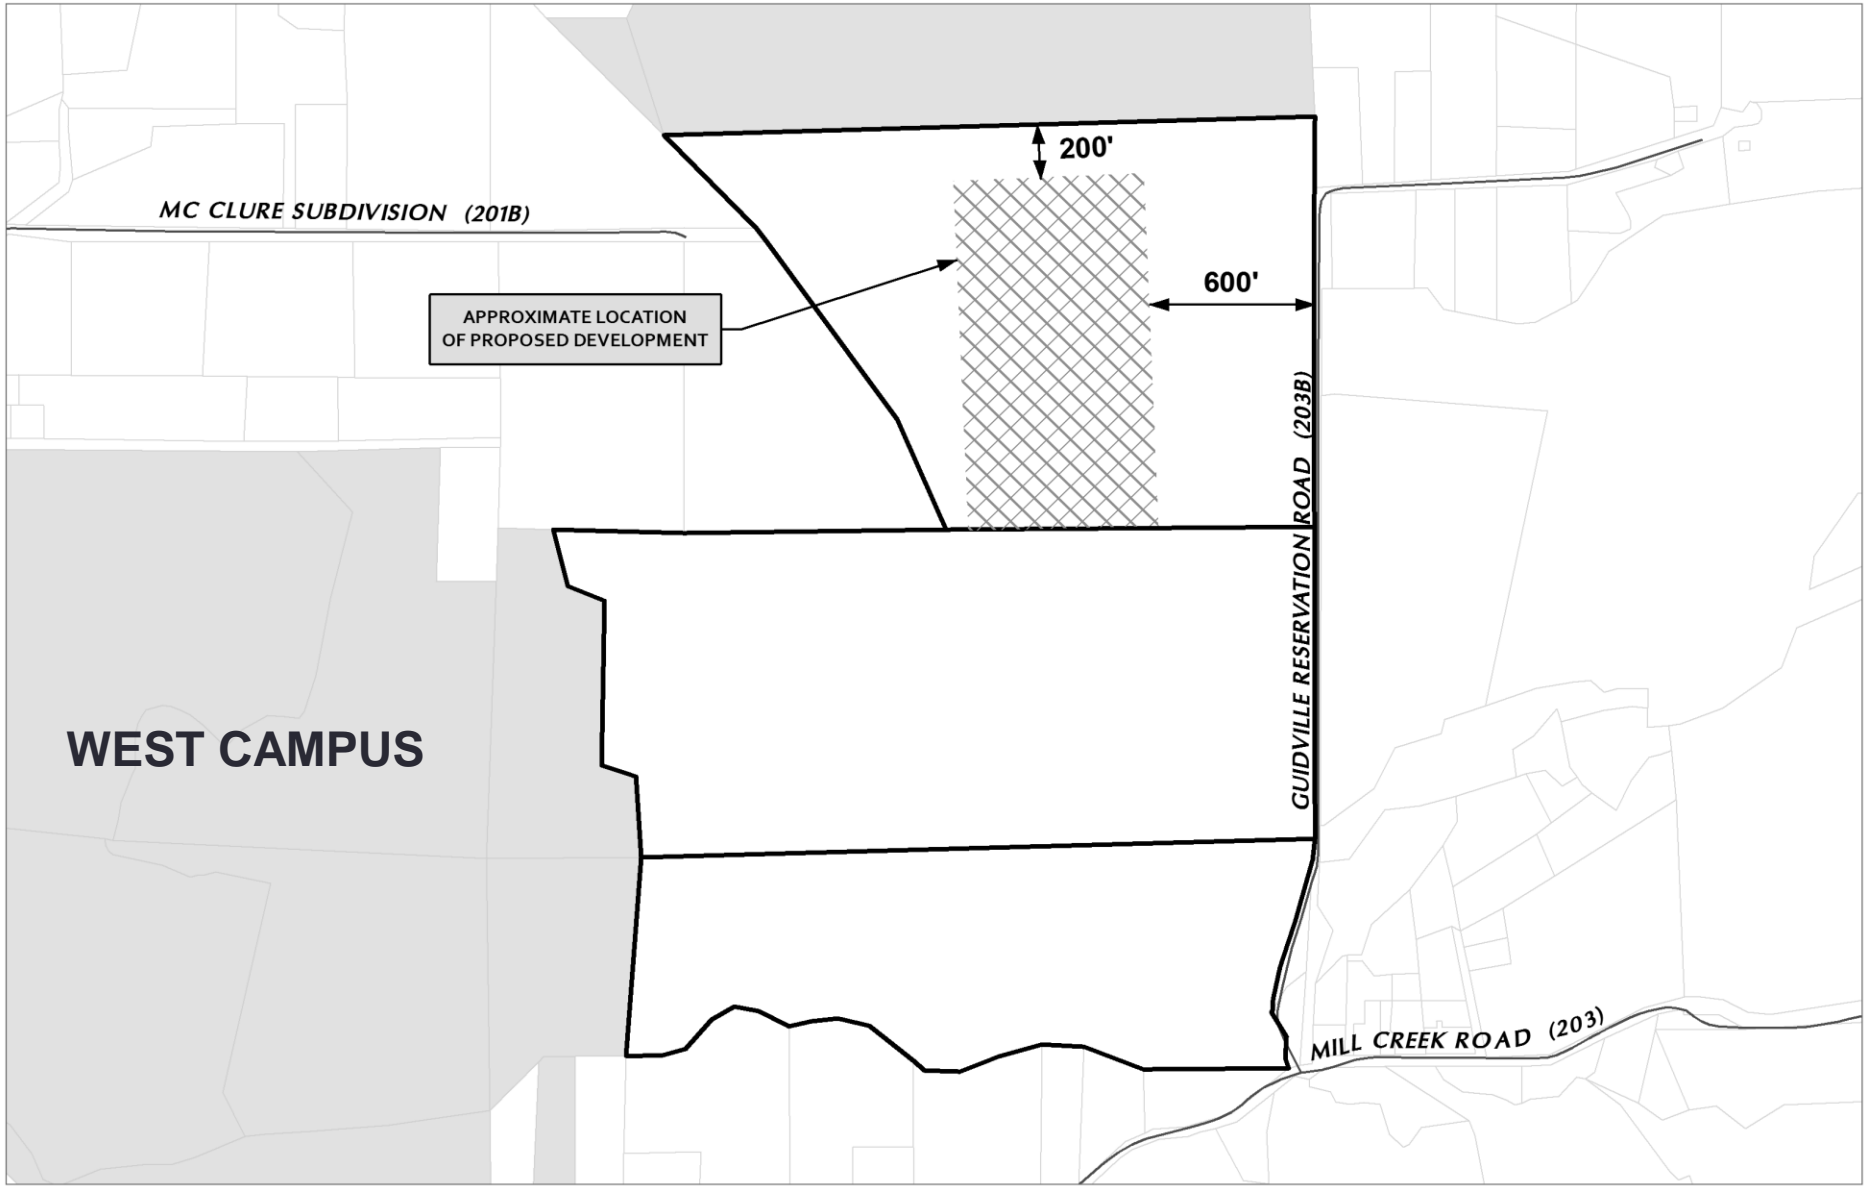 200'
MC CLURE SUBDIVISION (201B)
600'
APPROXIMATE LOCATION
OF PROPOSED DEVELOPMENT
GUIDVILLE RESERVATION ROAD (203B)
WEST CAMPUS
MILL CREEK ROAD (203)